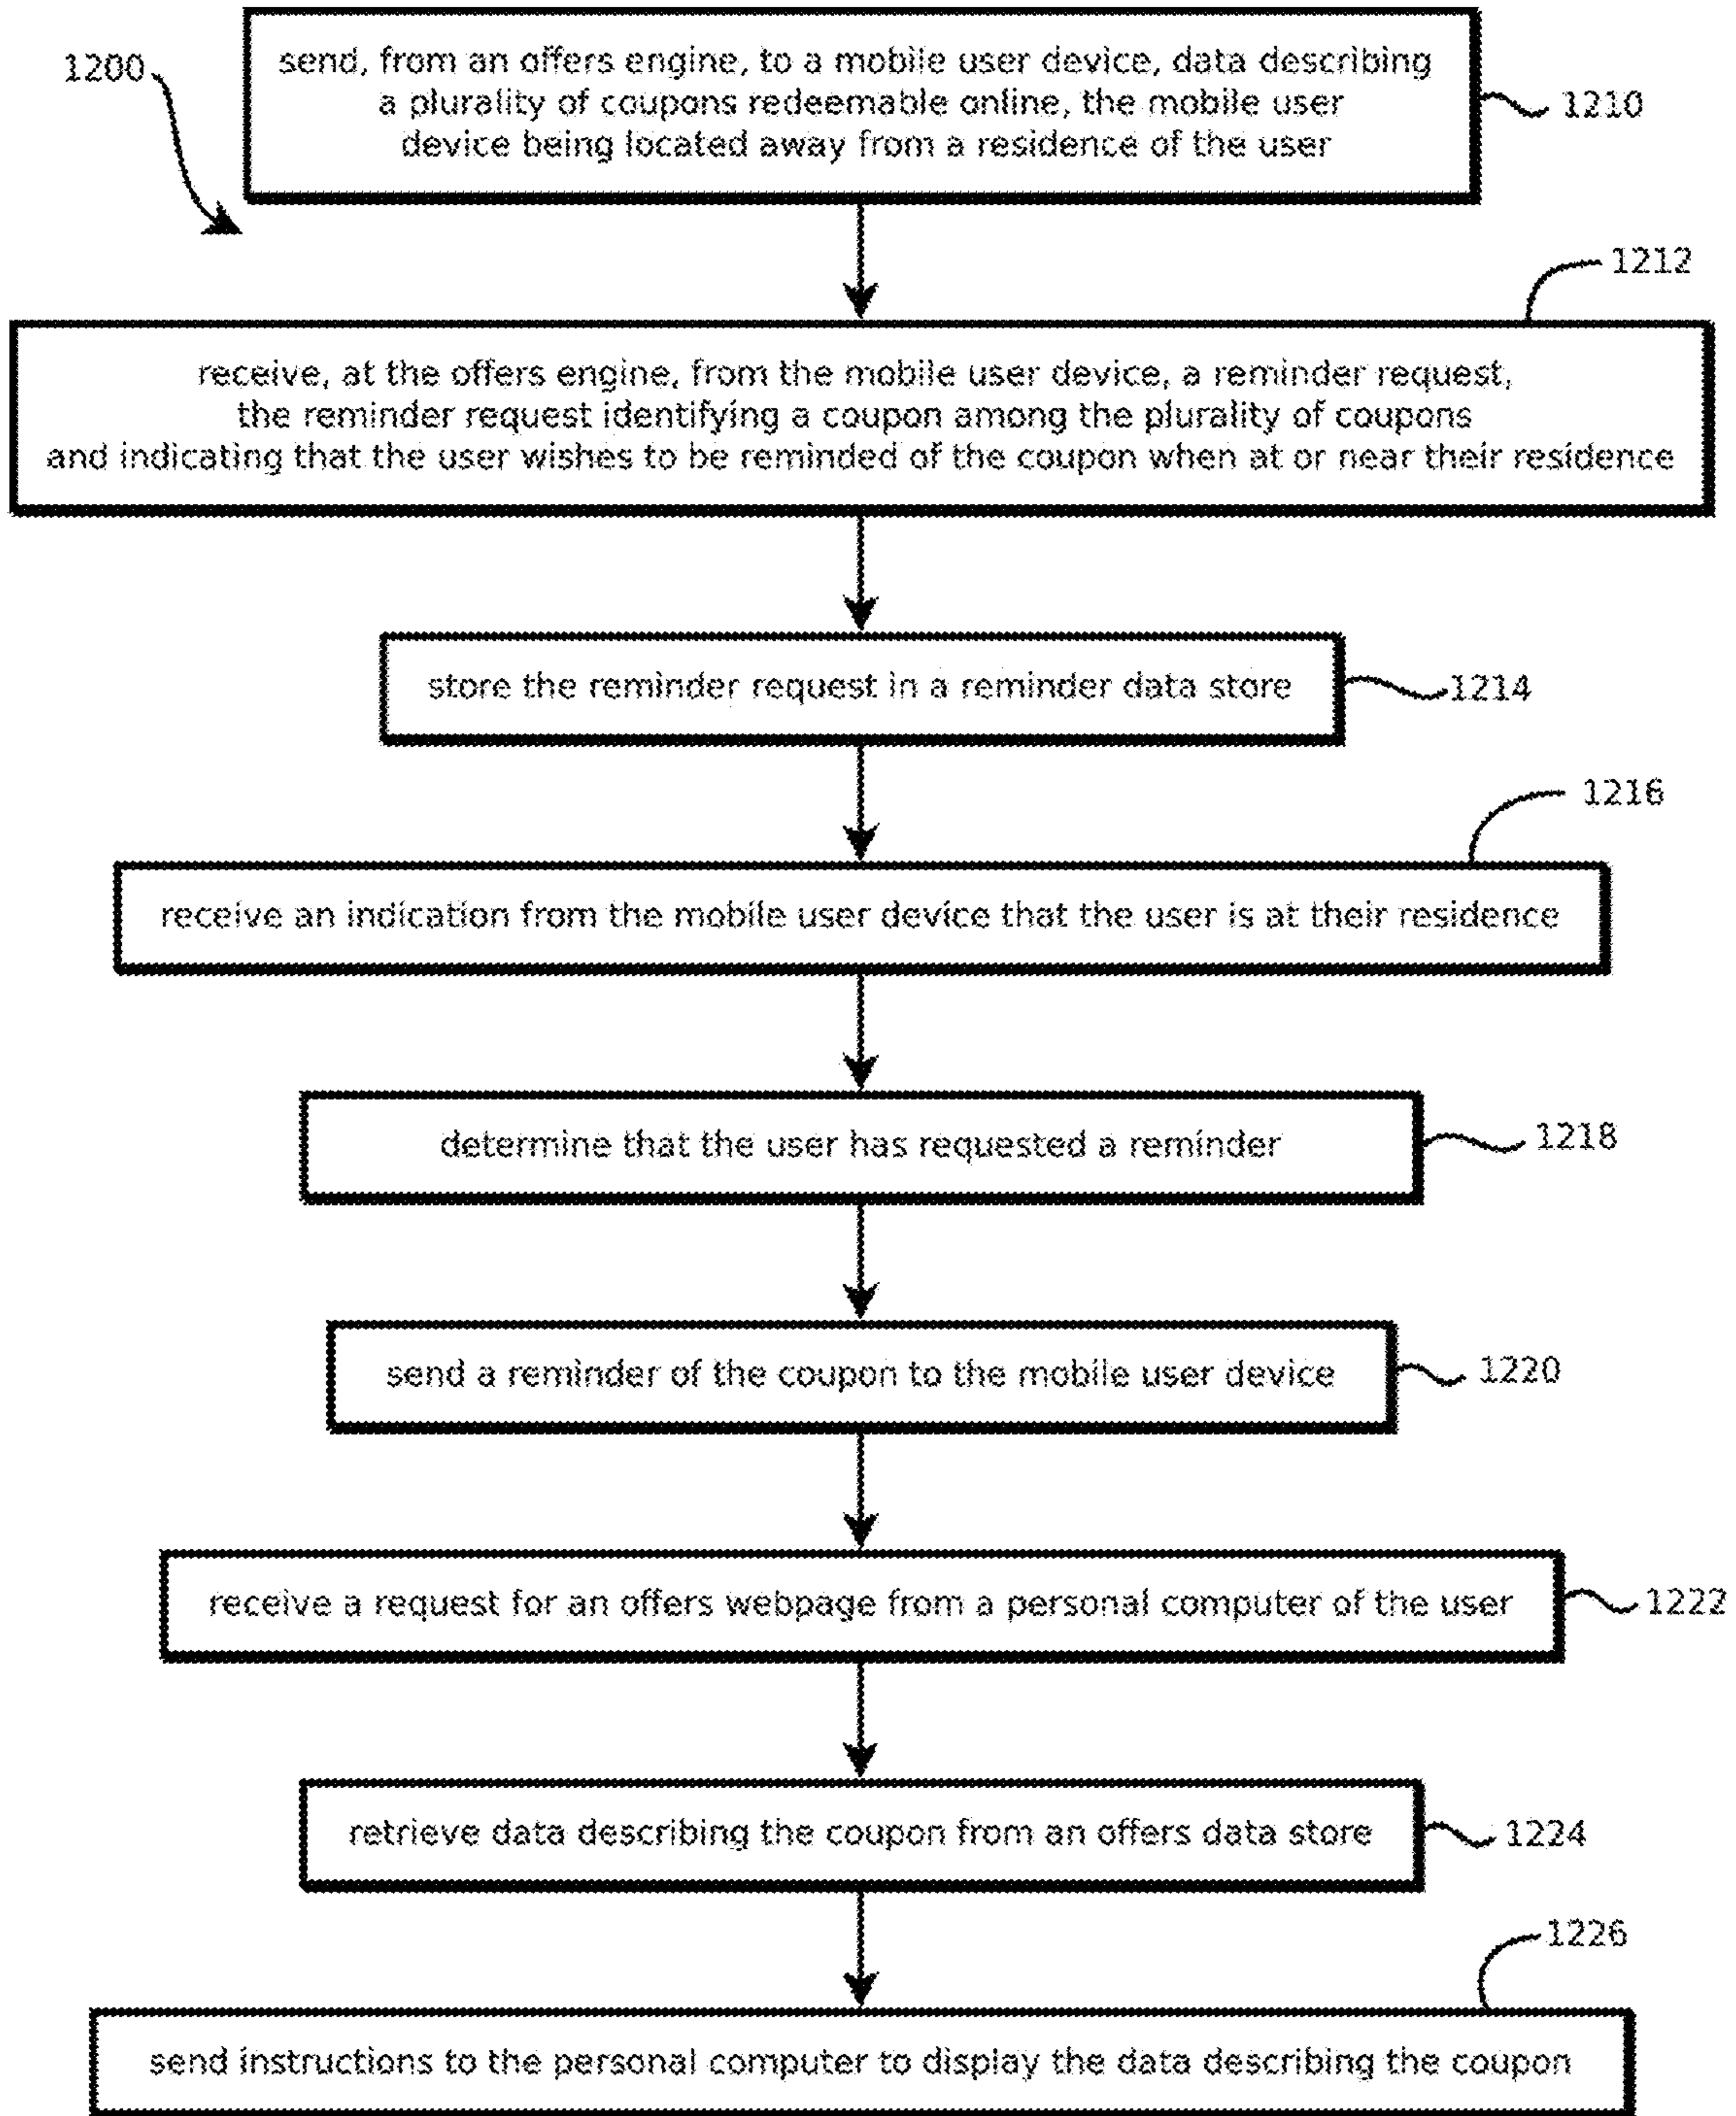 1200
send, from an offers engine, to a mobile user device, data describing
a plurality of coupons redeemable online, the mobile user
device being located away from a residence of the user
1210
1212
receive, at the offers engine, from the mobile user device, a reminder request,
the reminder request identifying a coupon among the plurality of coupons
and indicating that the user wishes to be reminded of the coupon when at or near their residence
store the reminder request in a reminder data store
1214
1216
receive an indication from the mobile user device that the user is at their residence
determine that the user has requested a reminder
1218
send a reminder of the coupon to the mobile user device
1220
receive a request for an offers webpage from a personal computer of the user
1222
retrieve data describing the coupon from an offers data store
1224
1226
send instructions to the personal computer to display the data describing the coupon